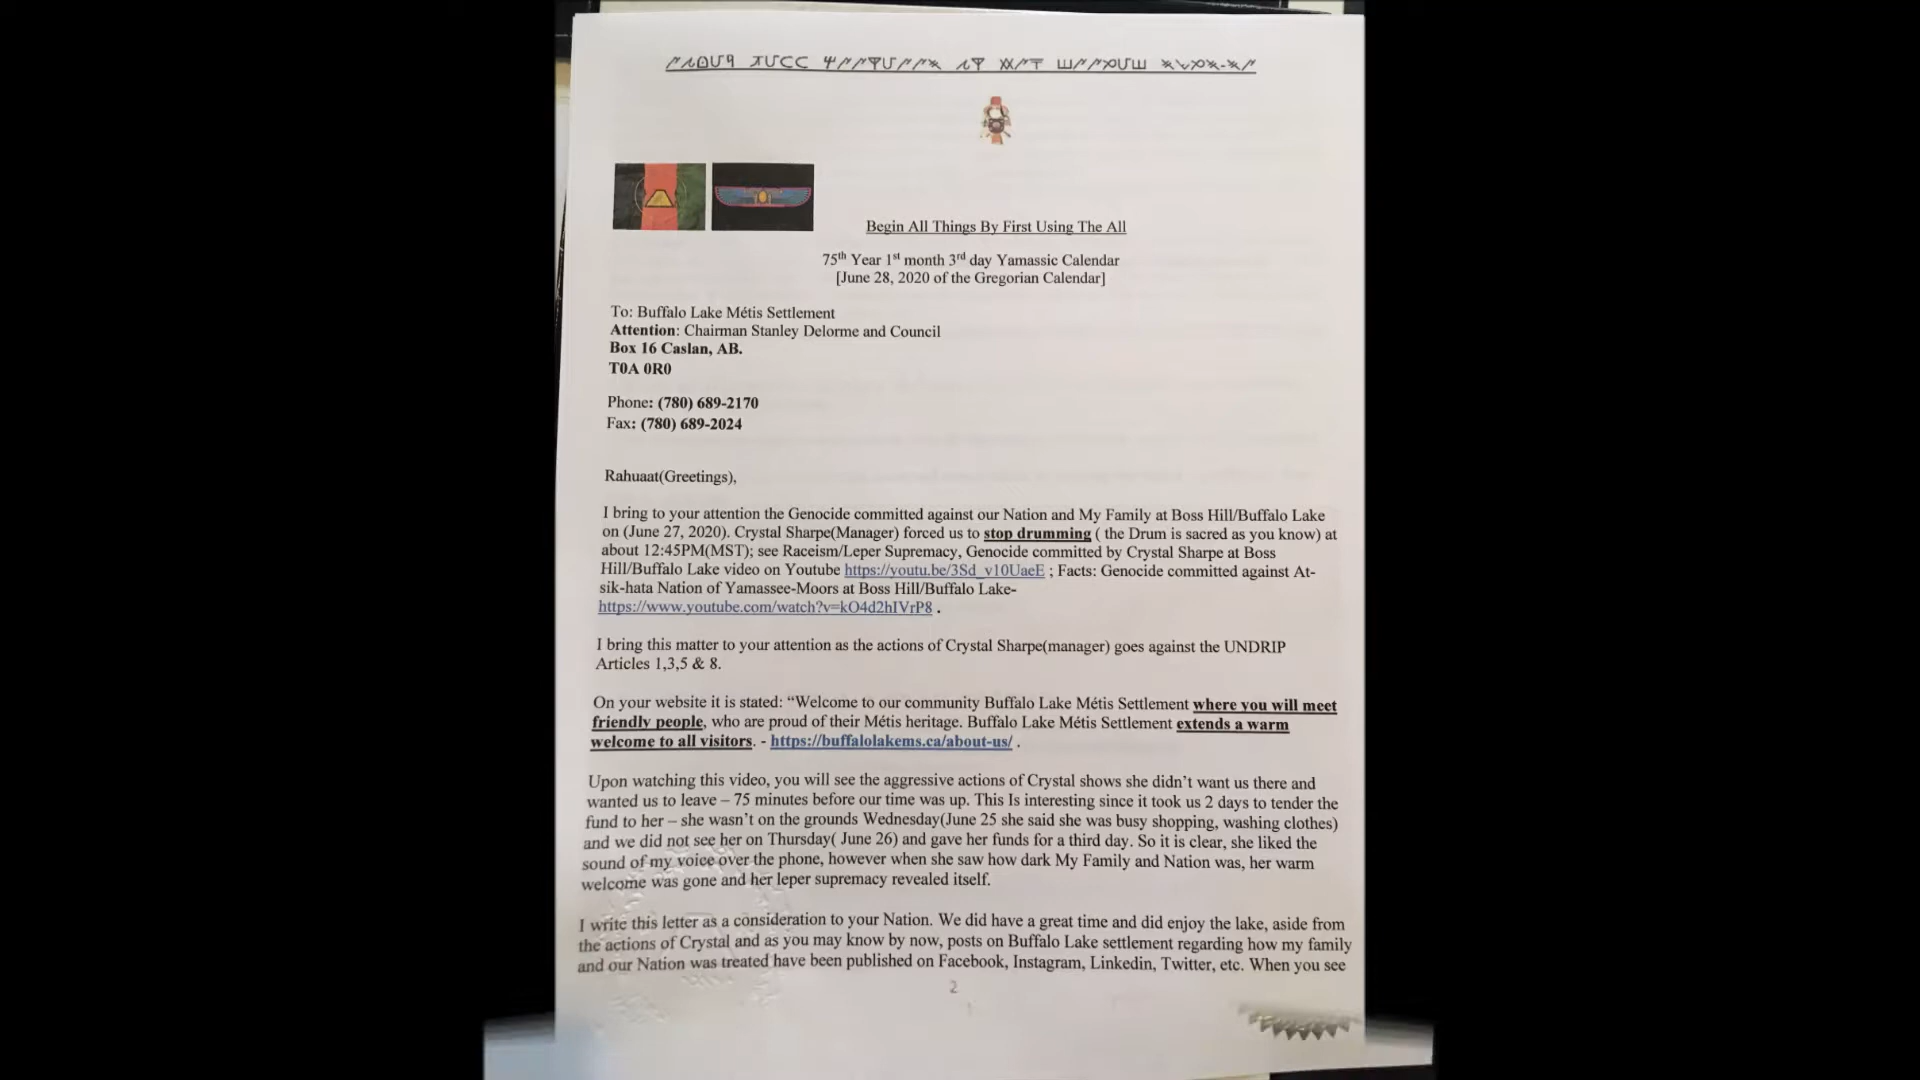 Begin All Things By First Using The All
75th Year 1st month 3rd day Yamassic Calendar
[June 28, 2020 of the Gregorian Calendar]
To: Buffalo Lake Métis Settlement
Attention: Chairman Stanley Delorme and Council
Box 16 Caslan, AB.
T0A 0R0
Phone: (780) 689-2170
Fax: (780) 689-2024
Rahuaat(Greetings),
I bring to your attention the Genocide committed against our Nation and My Family at Boss Hill/Buffalo Lake
on (June 27, 2020). Crystal Sharpe(Manager) forced us to stop drumming ( the Drum is sacred as you know) at
about 12:45PM(MST); see Raceism/Leper Supremacy, Genocide committed by Crystal Sharpe at Boss
Hill/Buffalo Lake video on Youtube https://youtu.be/3Sd_v10UaeE ; Facts: Genocide committed against At-
sik-hata Nation of Yamassee-Moors at Boss Hill/Buffalo Lake-
https://www.youtube.com/watch?v=kO4d2hIVrP8 .
I bring this matter to your attention as the actions of Crystal Sharpe(manager) goes against the UNDRIP
Articles 1,3,5 & 8.
On your website it is stated: “Welcome to our community Buffalo Lake Métis Settlement where you will meet
friendly people, who are proud of their Métis heritage. Buffalo Lake Métis Settlement extends a warm
welcome to all visitors. - https://buffalolakems.ca/about-us/ .
Upon watching this video, you will see the aggressive actions of Crystal shows she didn’t want us there and
wanted us to leave – 75 minutes before our time was up. This Is interesting since it took us 2 days to tender the
fund to her – she wasn’t on the grounds Wednesday(June 25 she said she was busy shopping, washing clothes)
and we did not see her on Thursday( June 26) and gave her funds for a third day. So it is clear, she liked the
sound of my voice over the phone, however when she saw how dark My Family and Nation was, her warm
welcome was gone and her leper supremacy revealed itself.
I write this letter as a consideration to your Nation. We did have a great time and did enjoy the lake, aside from
the actions of Crystal and as you may know by now, posts on Buffalo Lake settlement regarding how my family
and our Nation was treated have been published on Facebook, Instagram, Linkedin, Twitter, etc. When you see
2